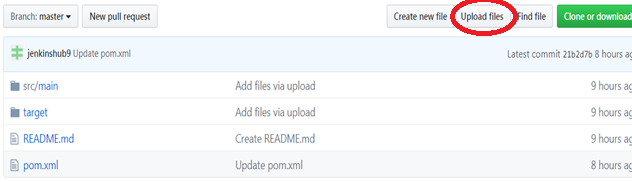 Branch: master New pull request Create new file Upload files Find file Clone or download
jenkinshub9 Update pom.xml Latest commit 21b2d7b 8 hours ag
src/main Add files via upload 9 hours ag
target Add files via upload 9 hours ag
README.md Create README.md 9 hours ag
pom.xml Update pom.xml 8 hours ag